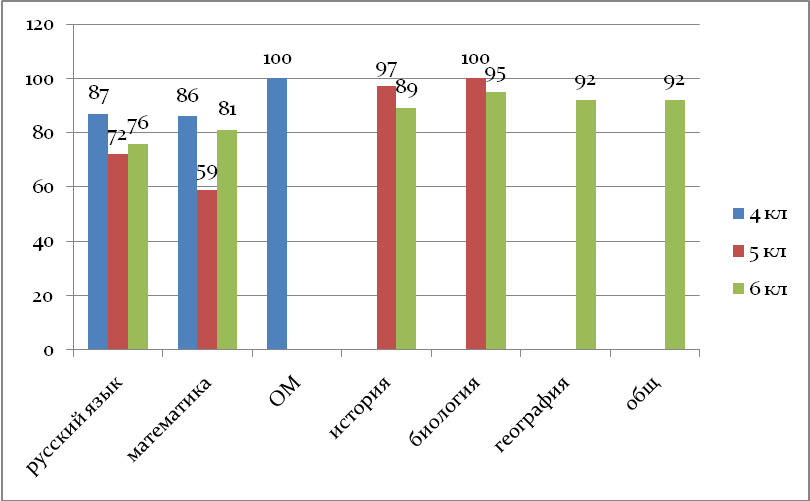 120
100
80
60
40
20
0
87
72
76
86
59
81
100
97
89
100
95
92
92
русский язык
математика
ОМ
история
биология
география
общ
4 кл
5 кл
6 кл